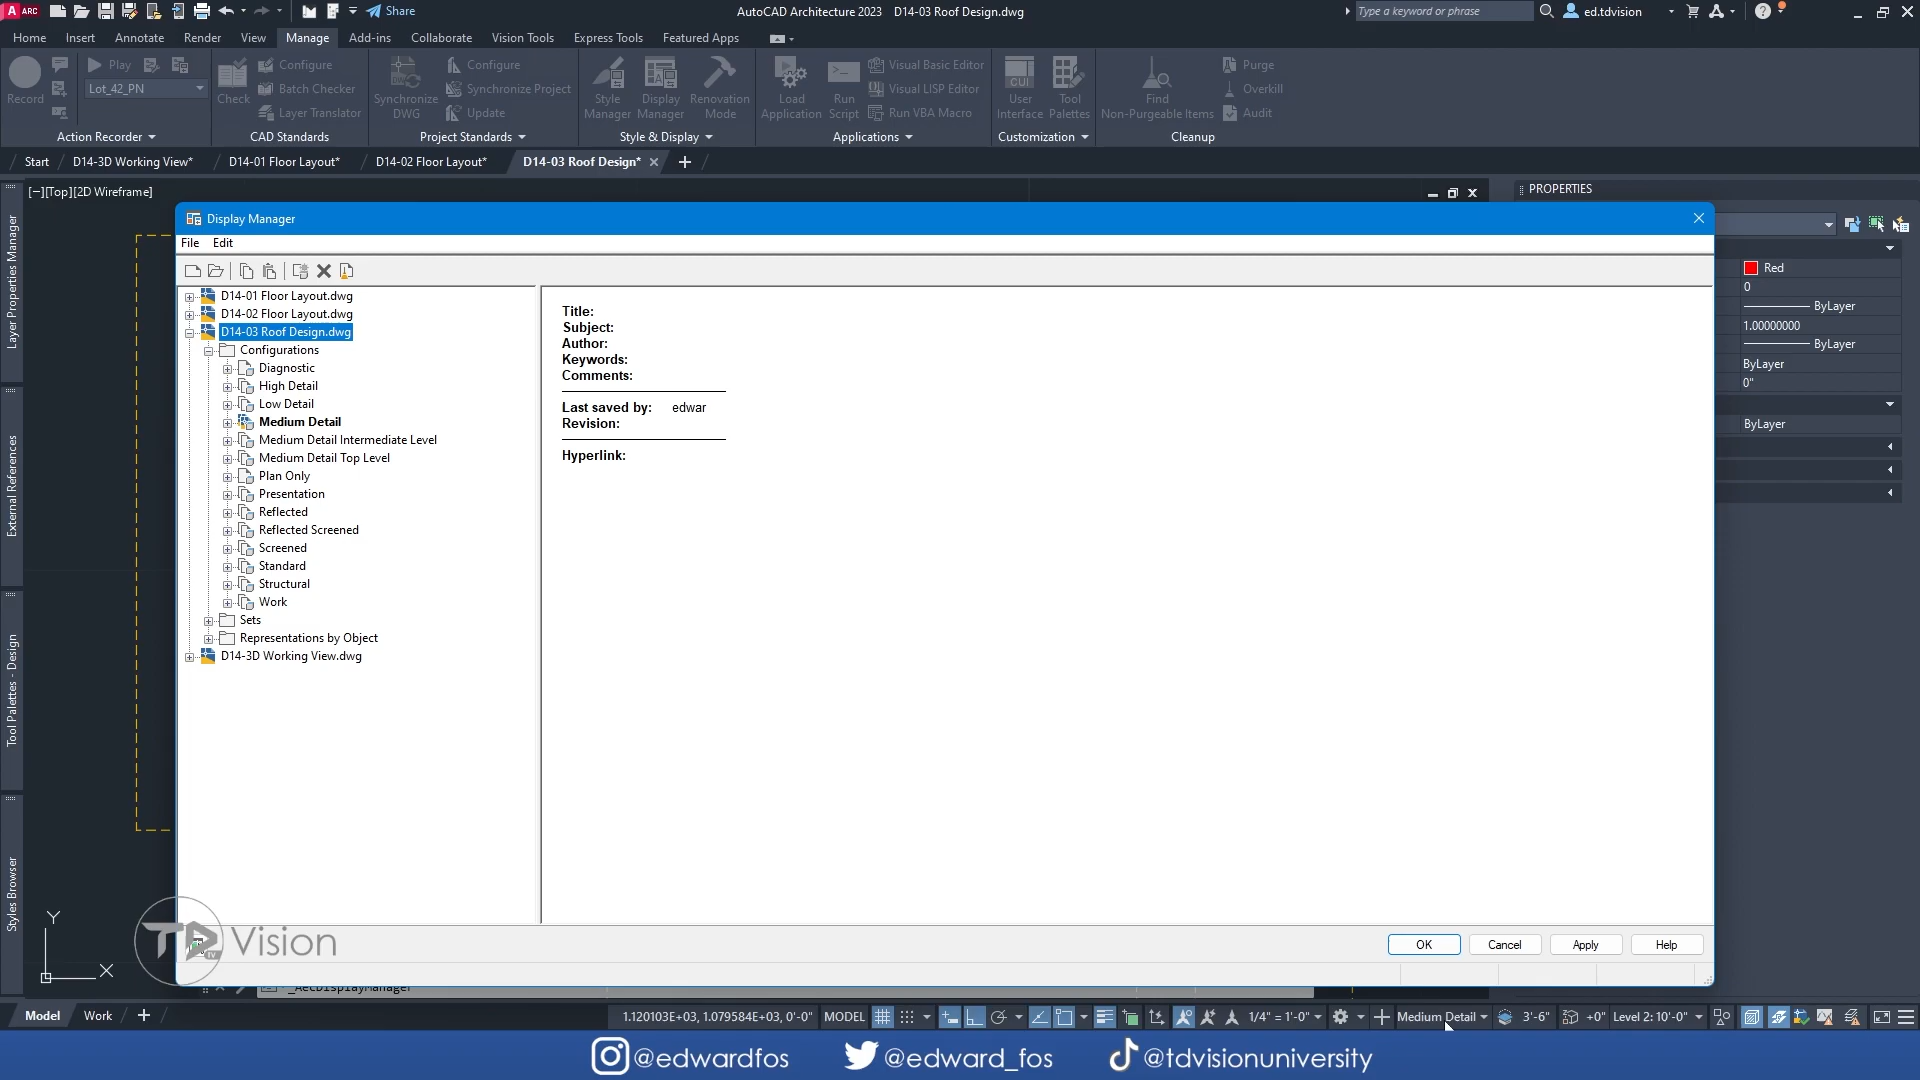 A ARC
Share
AutoCAD Architecture 2023 D14-03 Roof Design.dwg
Type a keyword or phrase
ed.tdvision
Home Insert Annotate Render View Manage Add-ins Collaborate Vision Tools Express Tools Featured Apps
Record
Play
Lot_42_PN
Action Recorder
Check
Configure
Batch Checker
Layer Translator
CAD Standards
Synchronize
DWG
Configure
Synchronize Project
Update
Project Standards
Style
Manager
Display
Manager
Renovation
Mode
Style & Display
Load
Application
Run
Script
Visual Basic Editor
Visual LISP Editor
Run VBA Macro
Applications
CUI
User
Interface
Tool
Palettes
Customization
Find
Non-Purgeable Items
Purge
Overkill
Audit
Cleanup
Start D14-3D Working View* D14-01 Floor Layout* D14-02 Floor Layout* D14-03 Roof Design*
[−][Top][2D Wireframe]
PROPERTIES
Layer Properties Manager
External References
Tool Palettes - Design
Styles Browser
Display Manager
File Edit
D14-01 Floor Layout.dwg
D14-02 Floor Layout.dwg
D14-03 Roof Design.dwg
Configurations
Diagnostic
High Detail
Low Detail
Medium Detail
Medium Detail Intermediate Level
Medium Detail Top Level
Plan Only
Presentation
Reflected
Reflected Screened
Screened
Standard
Structural
Work
Sets
Representations by Object
D14-3D Working View.dwg
Title:
Subject:
Author:
Keywords:
Comments:
Last saved by: edwar
Revision:
Hyperlink:
Red
0
ByLayer
1.00000000
ByLayer
ByLayer
0"
ByLayer
OK Cancel Apply Help
TD Vision
tv
_AecDisplayManager
Y
X
Model Work
1.120103E+03, 1.079584E+03, 0'-0" MODEL 1/4" = 1'-0" Medium Detail 3'-6" +0" Level 2: 10'-0"
@edwardfos @edward_fos @tdvisionuniversity